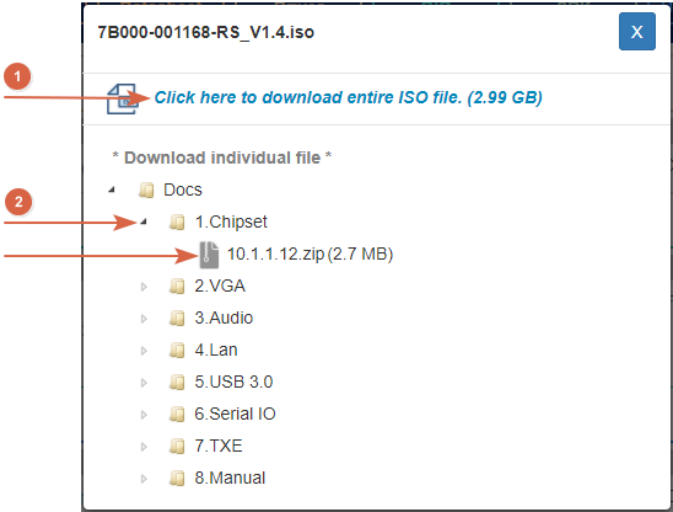 7B000-001168-RS_V1.4.iso
X
1
Click here to download entire ISO file. (2.99 GB)
* Download individual file *
Docs
2
1.Chipset
10.1.1.12.zip (2.7 MB)
2.VGA
3.Audio
4.Lan
5.USB 3.0
6.Serial IO
7.TXE
8.Manual